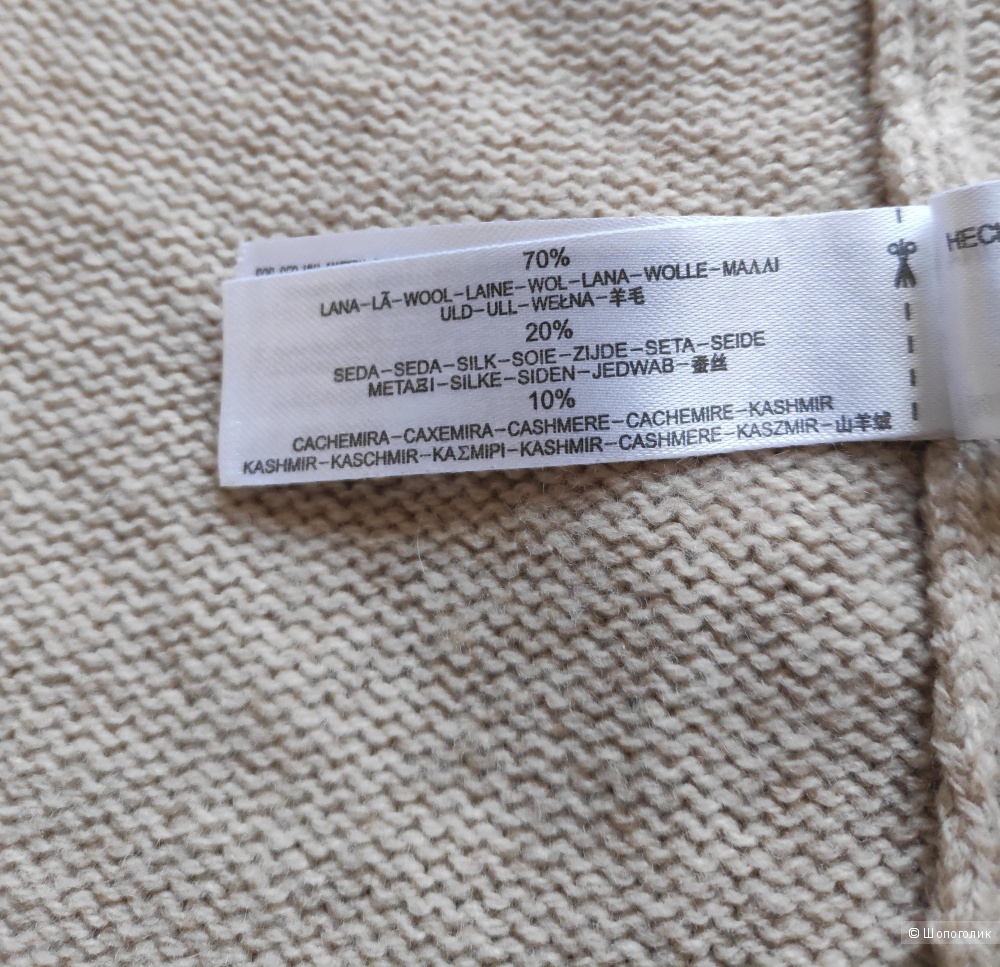 70%
LANA-LÃ-WOOL-LAINE-WOL-LANA-WOLLE-ΜΑΛΛΙ
ULD-ULL-WEŁNA-羊毛
20%
SEDA-SEDA-SILK-SOIE-ZIJDE-SETA-SEIDE
ΜΕΤΑΞΙ-SILKE-SIDEN-JEDWAB-蚕丝
10%
CACHEMIRA-CAXEMIRA-CASHMERE-CACHEMIRE-KASHMIR
KASHMIR-KASCHMIR-ΚΑΣΜΙΡΙ-KASHMIR-CASHMERE KASZMIR-山羊绒
© Шопоголик